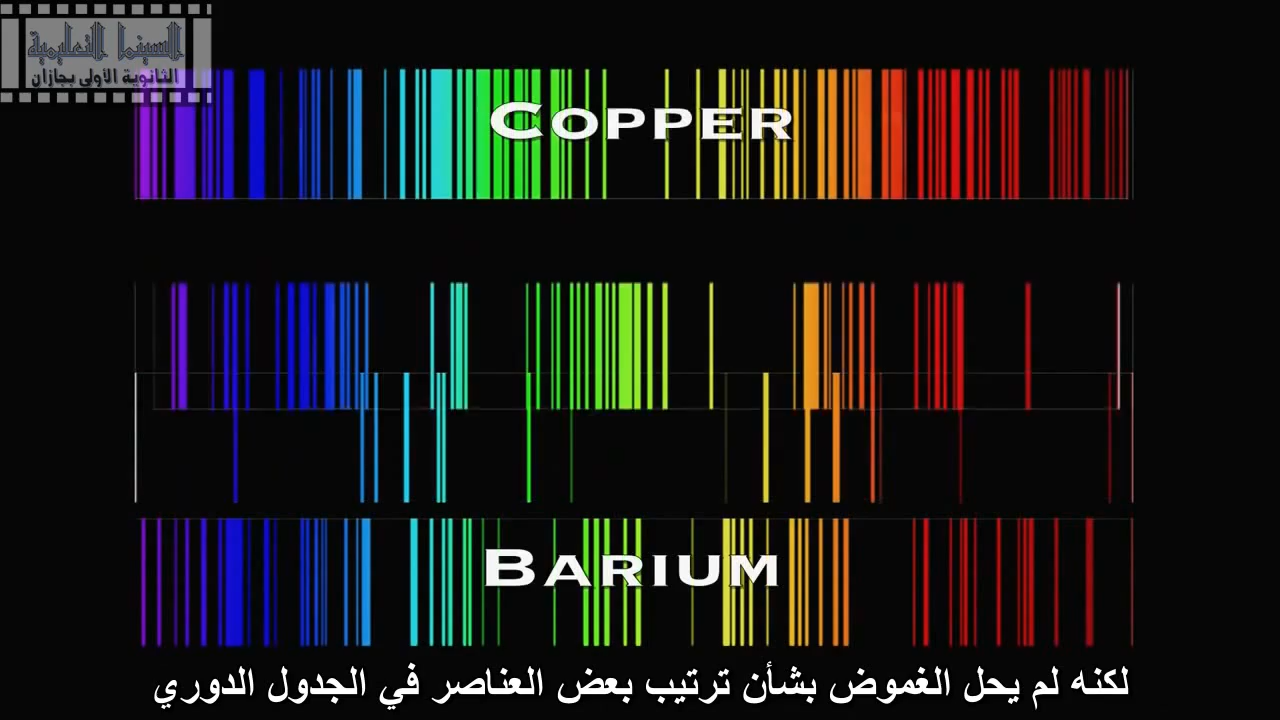 السينما التعليمية
الثانوية الأولى بجازان
COPPER
BARIUM
لكنه لم يحل الغموض بشأن ترتيب بعض العناصر في الجدول الدوري